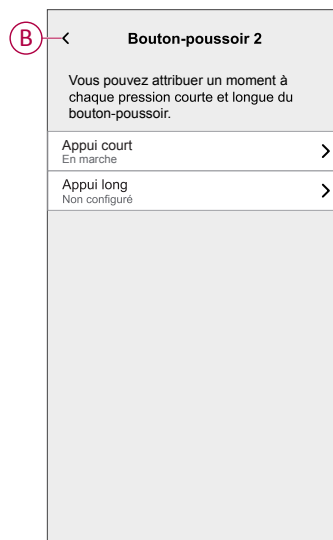 B
Bouton-poussoir 2
Vous pouvez attribuer un moment à
chaque pression courte et longue du
bouton-poussoir.
Appui court
En marche
Appui long
Non configuré